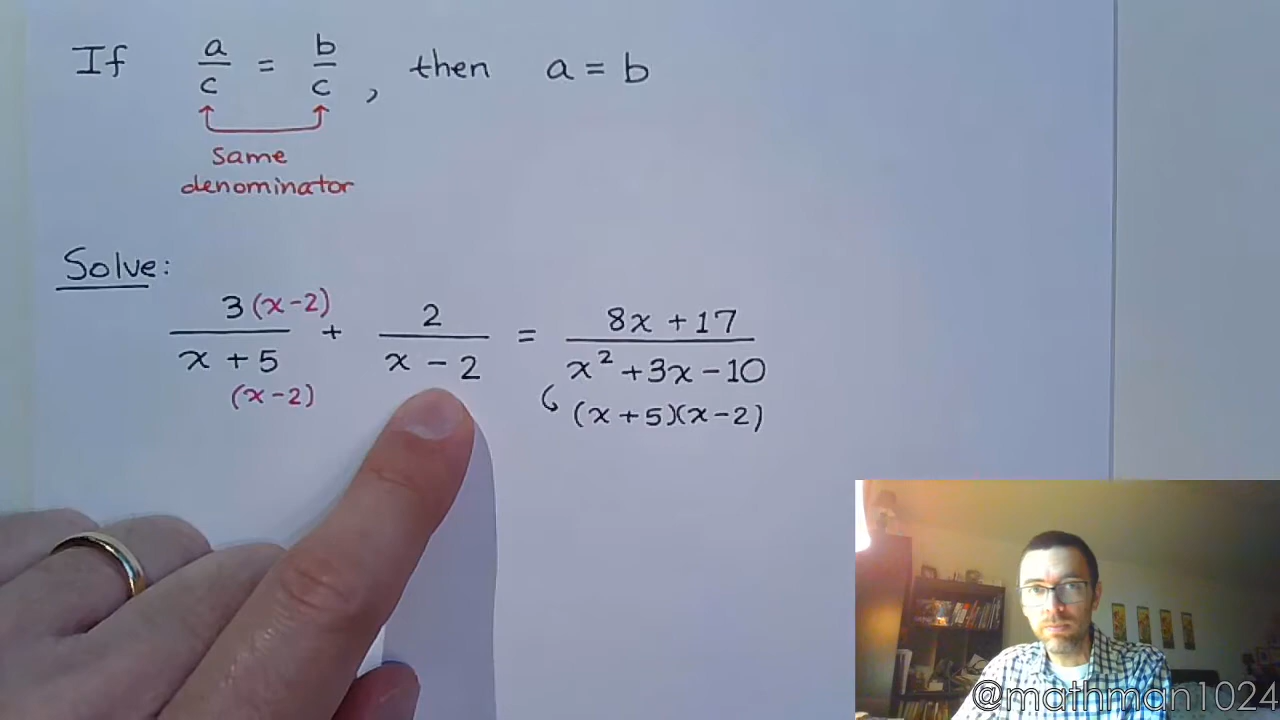 If a/c = b/c, then a = b
same
denominator
Solve:
3(x-2)/(x+5)(x-2) + 2/(x-2) = (8x+17)/(x²+3x-10)
(x+5)(x-2)
@mathman1024